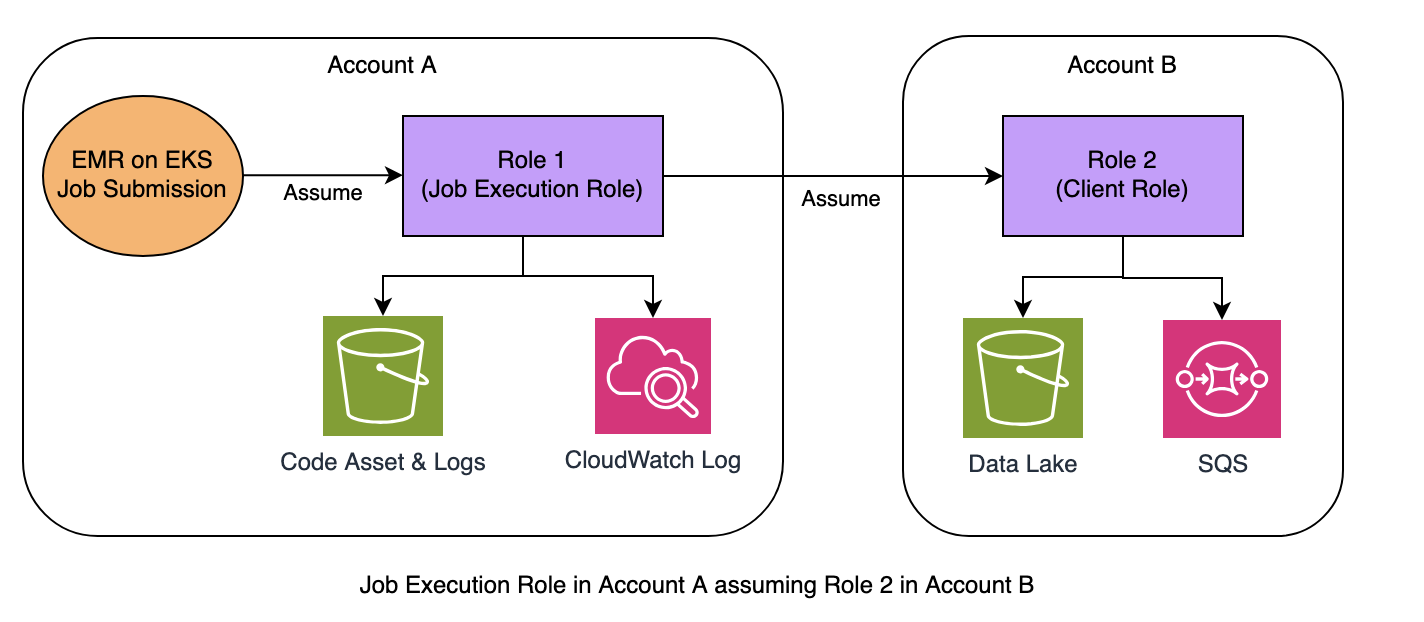 Account A
Account B
EMR on EKS
Job Submission
Assume
Role 1
(Job Execution Role)
Assume
Role 2
(Client Role)
Code Asset & Logs
CloudWatch Log
Data Lake
SQS
Job Execution Role in Account A assuming Role 2 in Account B